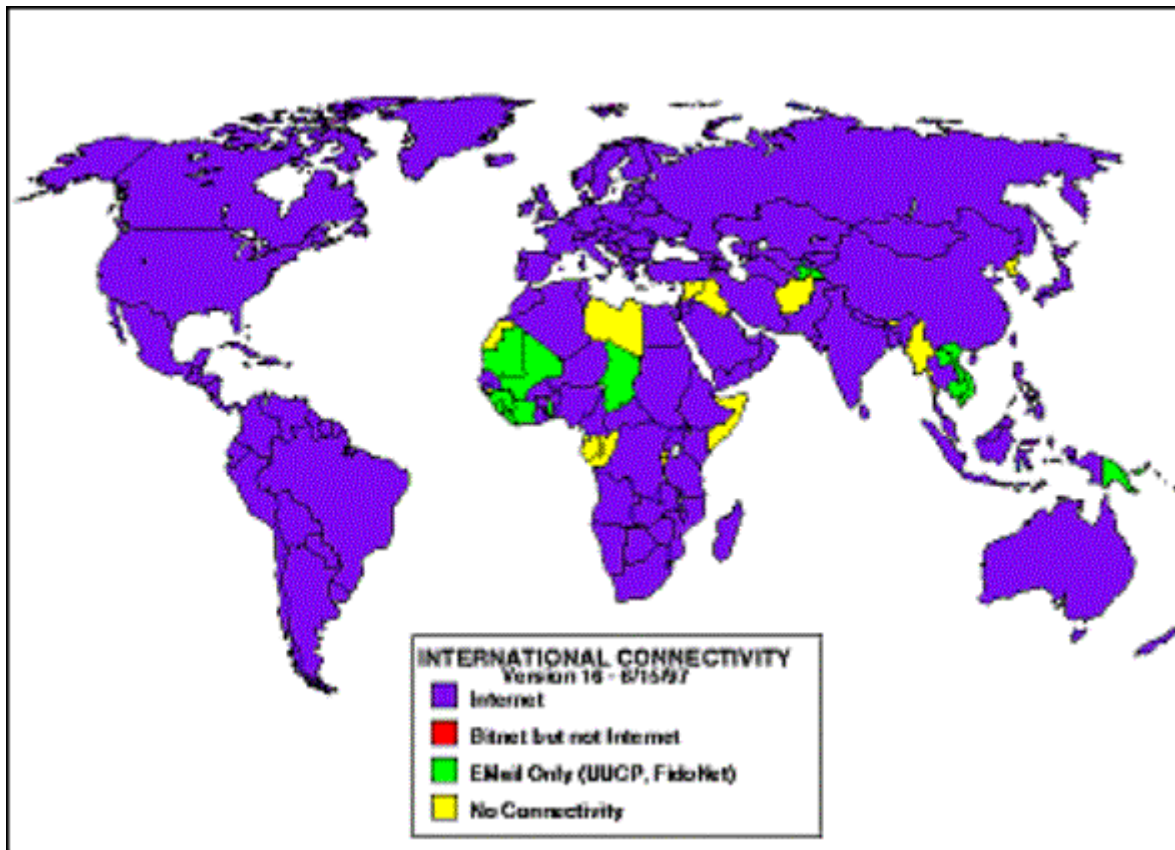 INTERNATIONAL CONNECTIVITY
Version 16 - 6/15/97
Internet
Bitnet but not Internet
EMail Only (UUCP, FidoNet)
No Connectivity